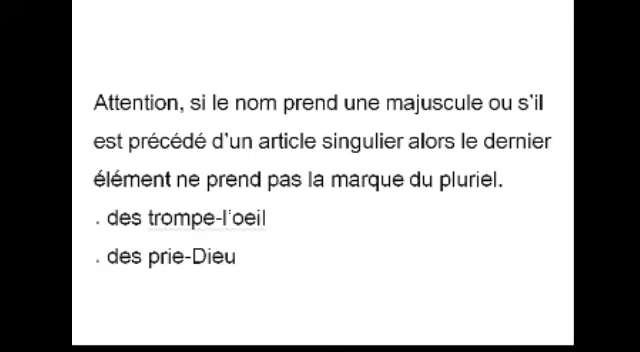 Attention, si le nom prend une majuscule ou s'il
est précédé d'un article singulier alors le dernier
élément ne prend pas la marque du pluriel.
. des trompe-l'oeil
. des prie-Dieu